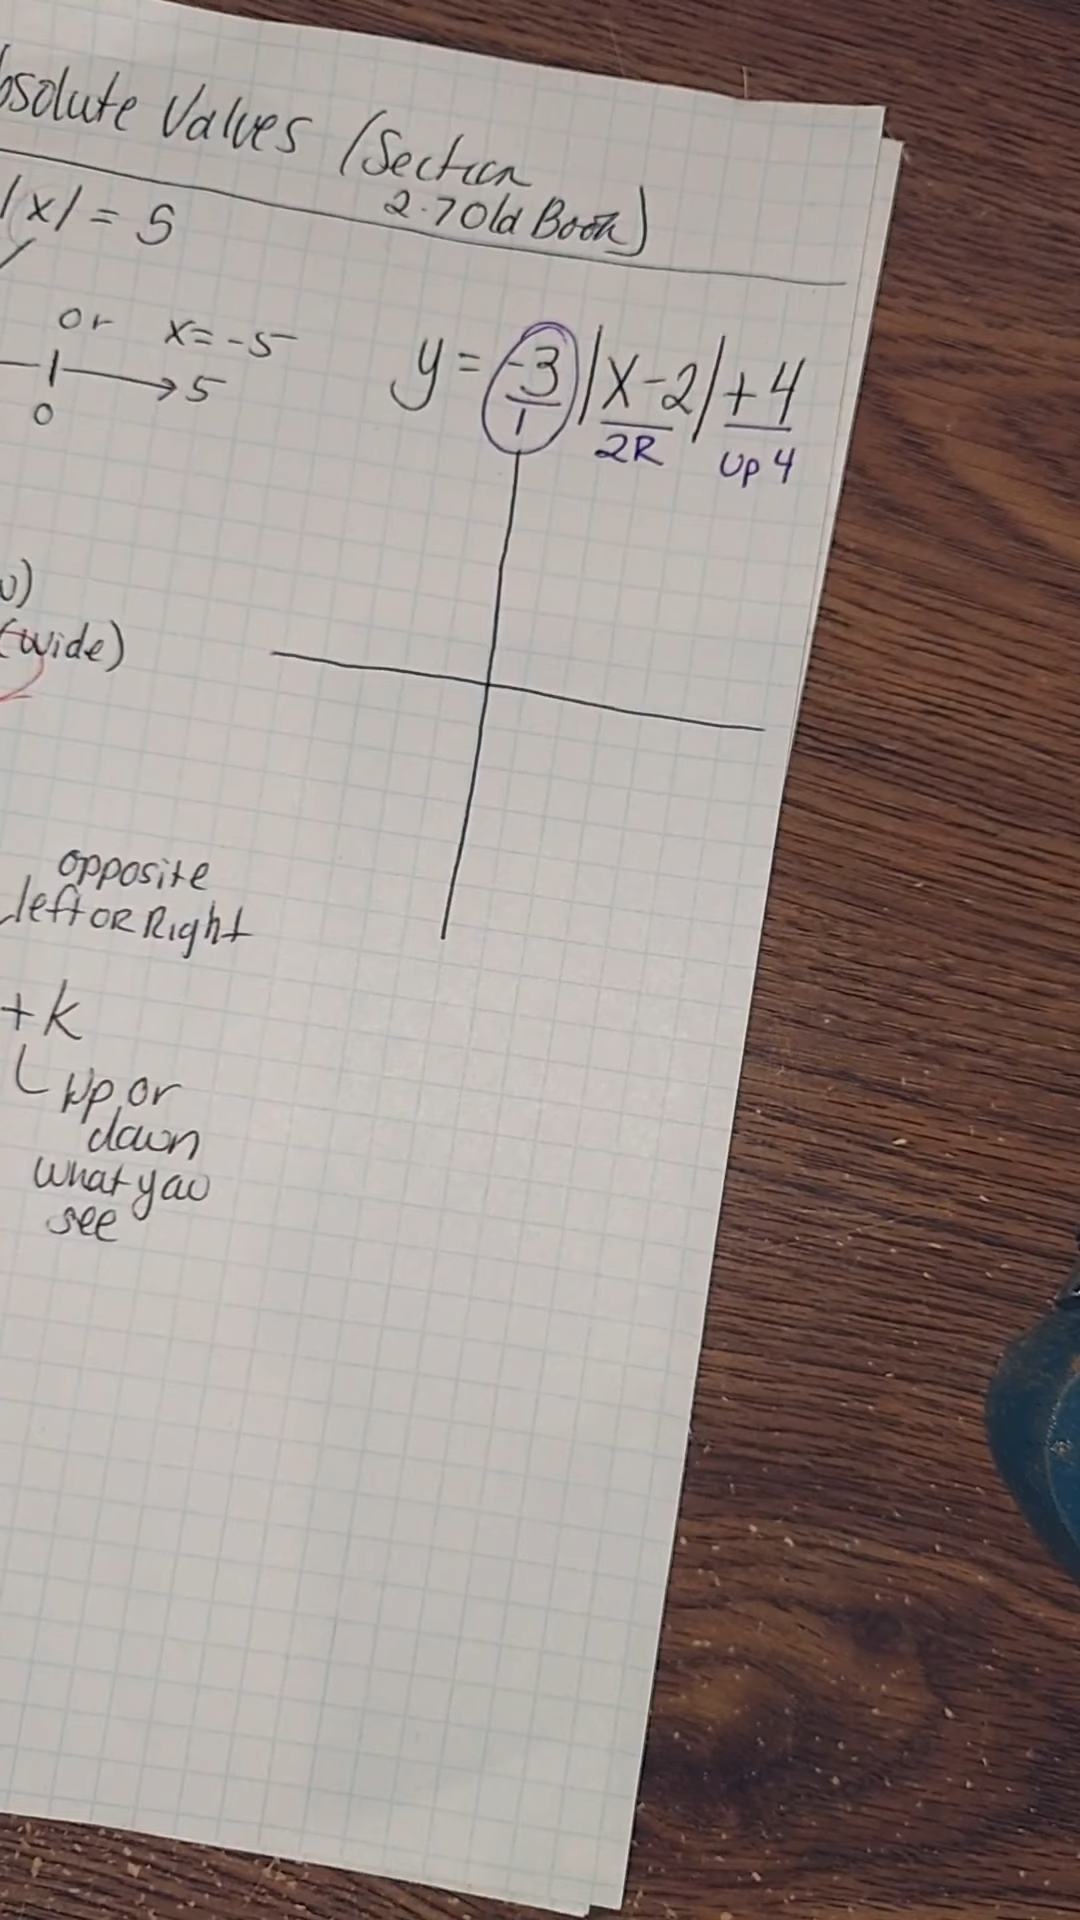 bsolute Values (Section
2.7 Old Book)
|x| = 5
or x=-5
5
0
y = -3/1 |x-2| +4
2R up 4
(wide)
opposite
left OR Right
+k
up or
down
what you
see